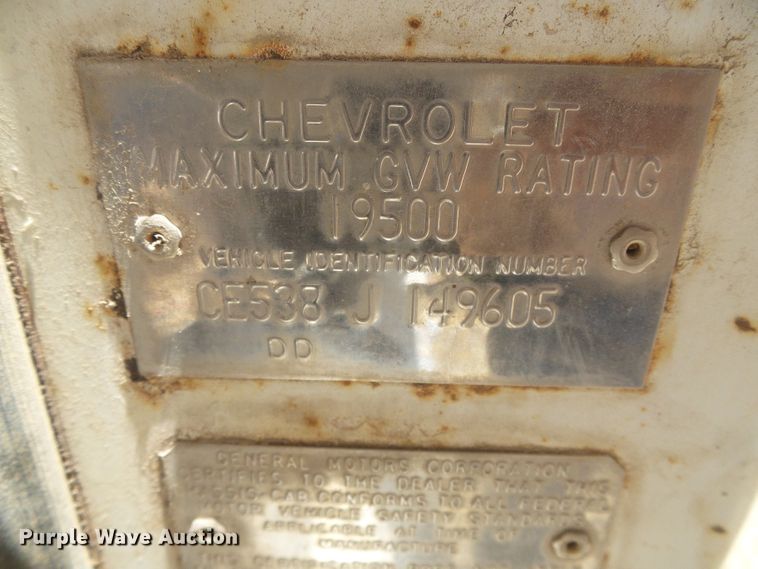 CHEVROLET
MAXIMUM GVW RATING
19500
VEHICLE IDENTIFICATION NUMBER
CE538 J 149605
DD
GENERAL MOTORS CORPORATION
CERTIFIES TO THE DEALER THAT THIS
CHASSIS-CAB CONFORMS TO ALL FEDERAL
MOTOR VEHICLE SAFETY
APPLICABLE AT TIME OF
MANUFACTURE
THIS
Purple Wave Auction